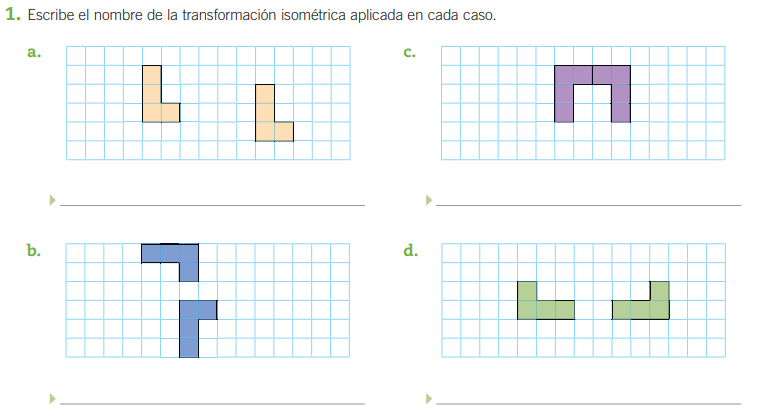 1. Escribe el nombre de la transformación isométrica aplicada en cada caso.
a.
c.
b.
d.